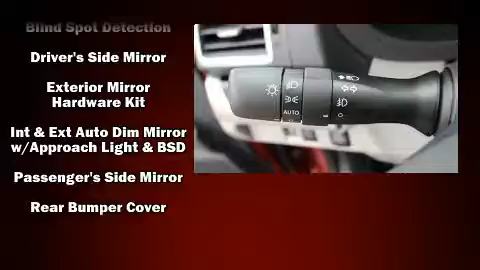 Blind Spot Detection
Driver's Side Mirror
Exterior Mirror
Hardware Kit
Int & Ext Auto Dim Mirror
w/Approach Light & BSD
Passenger's Side Mirror
Rear Bumper Cover
AUTO